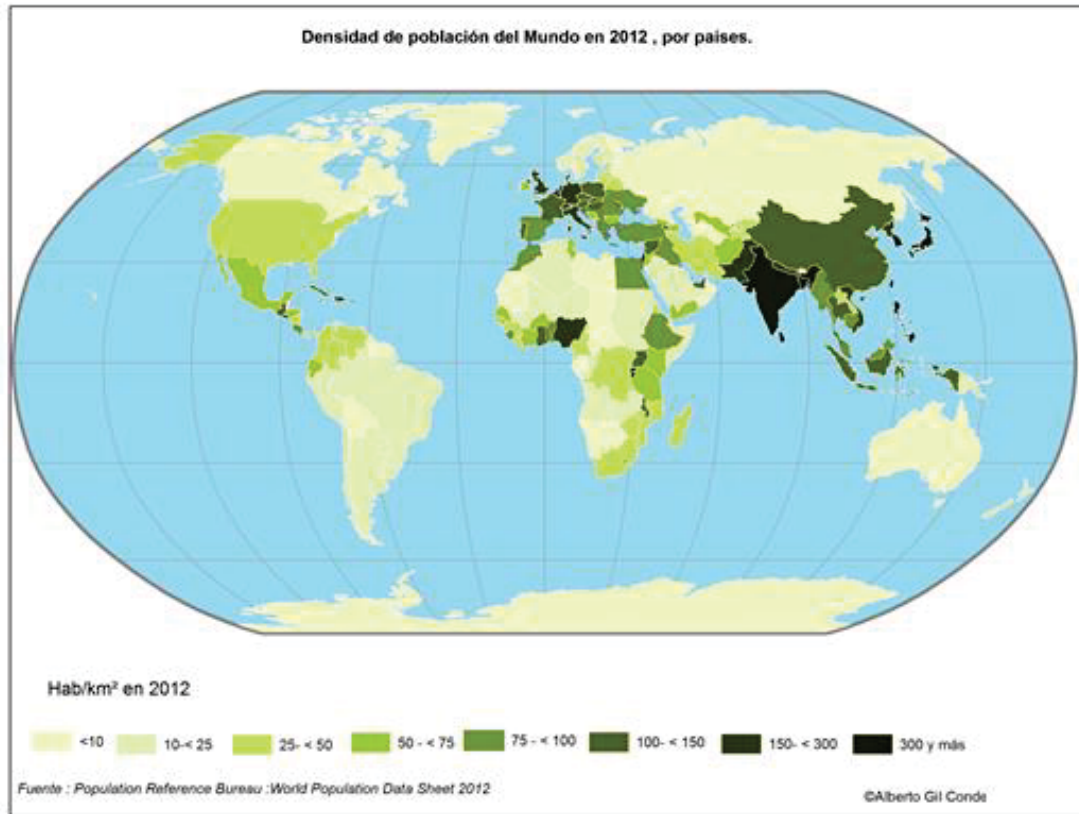 Densidad de población del Mundo en 2012 , por paises.
Hab/km² en 2012
<10 10-< 25 25- < 50 50 - < 75 75 - < 100 100- < 150 150- < 300 300 y más
Fuente : Population Reference Bureau :World Population Data Sheet 2012
©Alberto Gil Conde